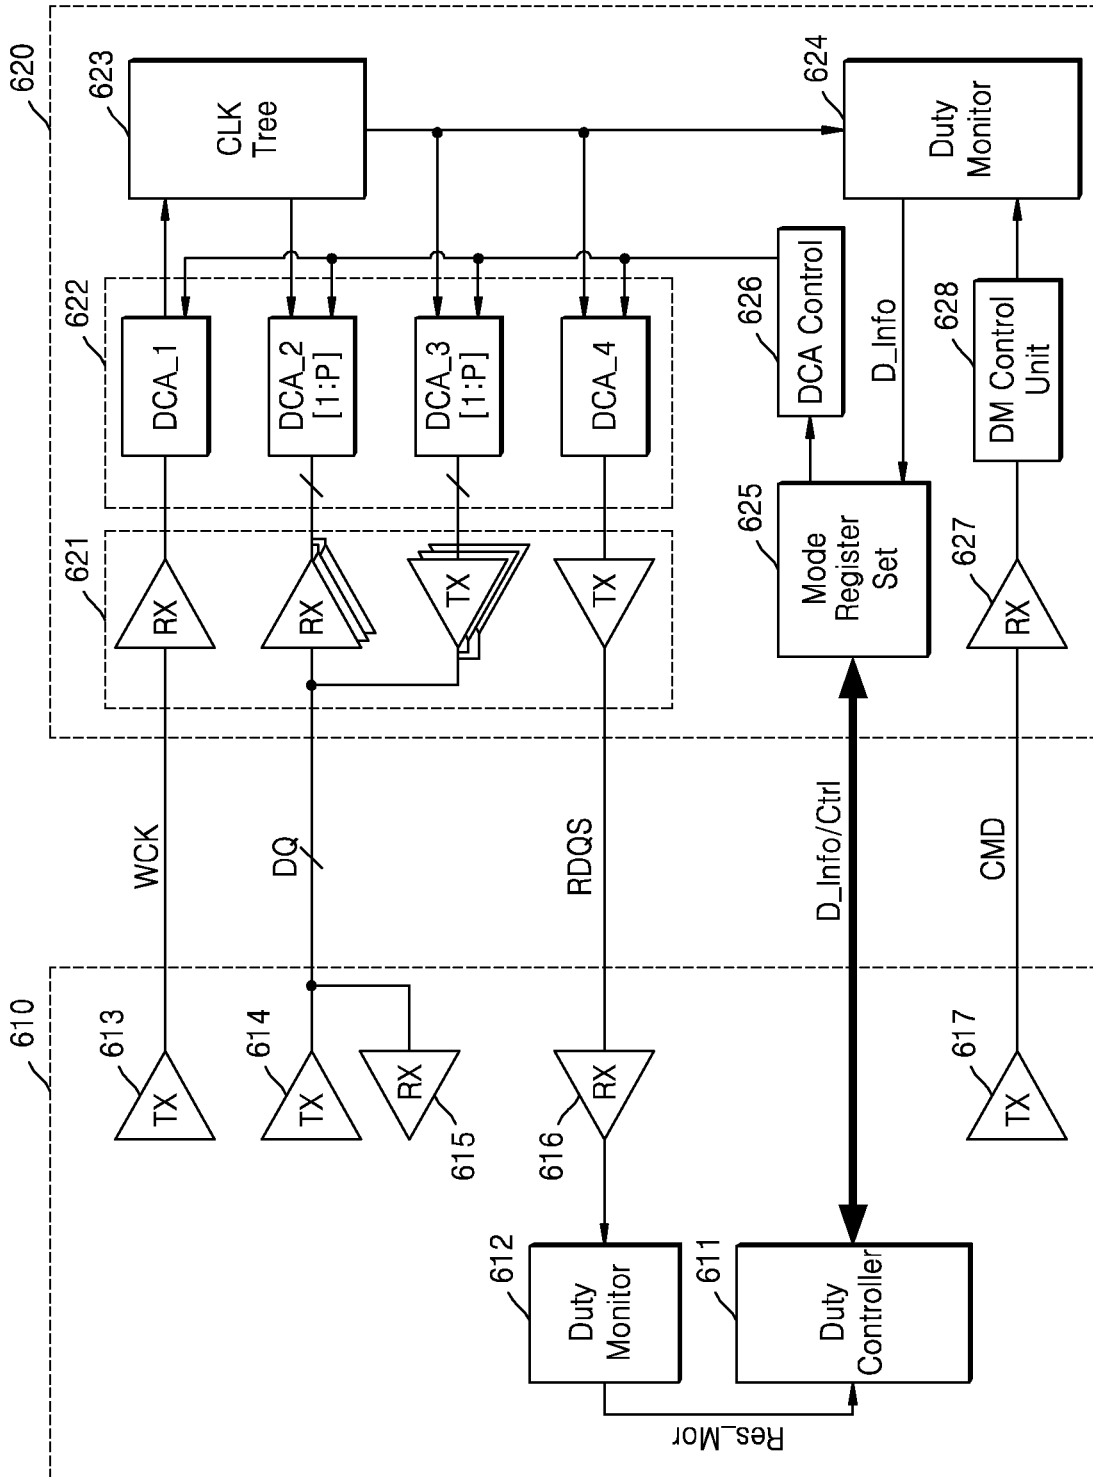 610
620
613
TX
WCK
621
RX
622
DCA_1
623
CLK
Tree
614
TX
DQ
RX
DCA_2
[1:P]
RX
615
TX
DCA_3
[1:P]
616
RX
RDQS
TX
DCA_4
612
Duty
Monitor
Res_Mor
611
Duty
Controller
D_Info/Ctrl
625
Mode
Register
Set
626
DCA Control
D_Info
624
Duty
Monitor
617
TX
CMD
627
RX
628
DM Control
Unit